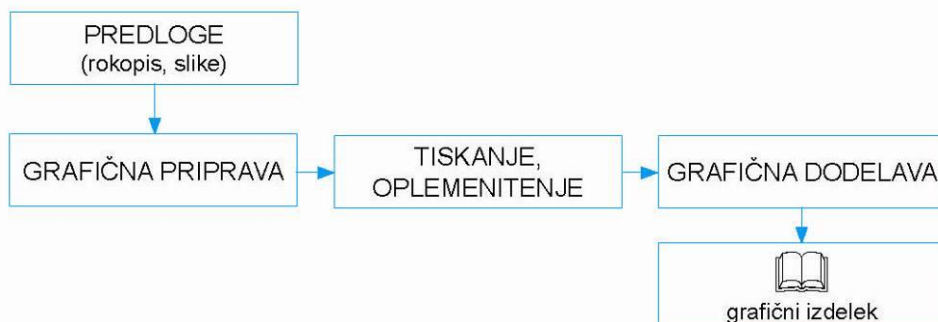 PREDLOGE
(rokopis, slike)
GRAFIČNA PRIPRAVA
TISKANJE,
OPLEMENITENJE
GRAFIČNA DODELAVA
grafični izdelek